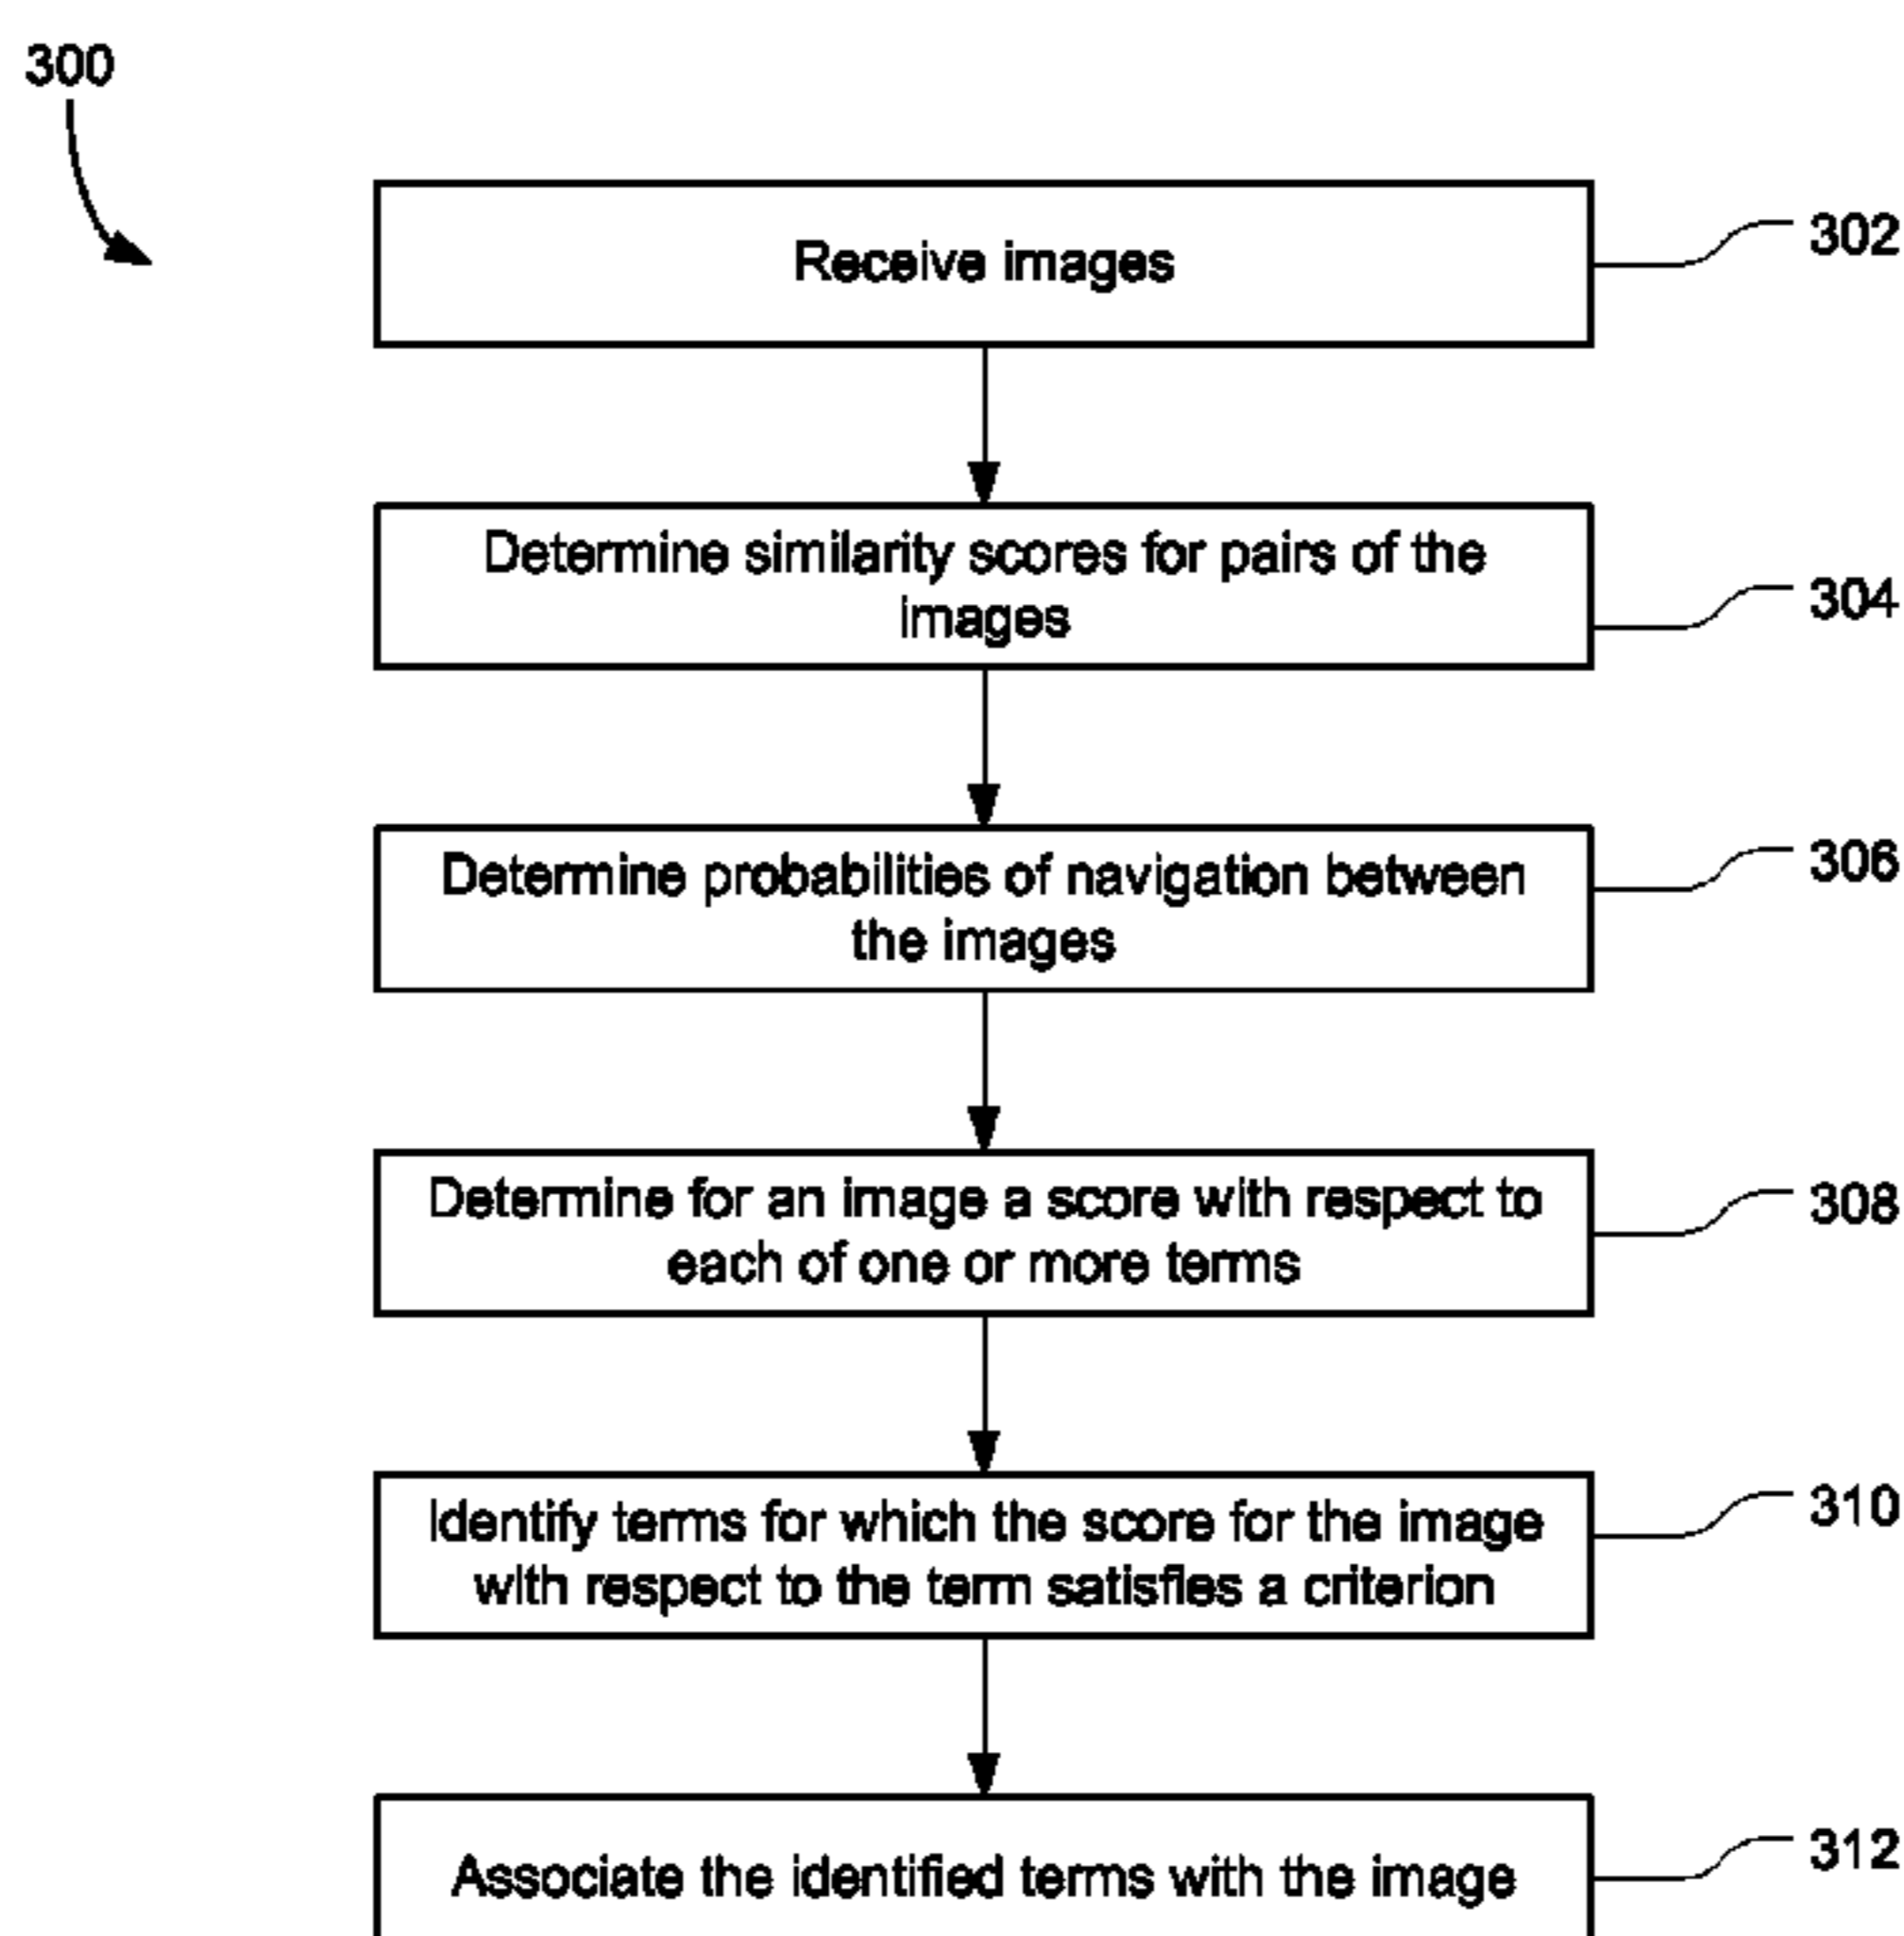 300
Receive images
302
Determine similarity scores for pairs of the
images
304
Determine probabilities of navigation between
the images
306
Determine for an image a score with respect to
each of one or more terms
308
Identify terms for which the score for the image
with respect to the term satisfies a criterion
310
Associate the identified terms with the image
312